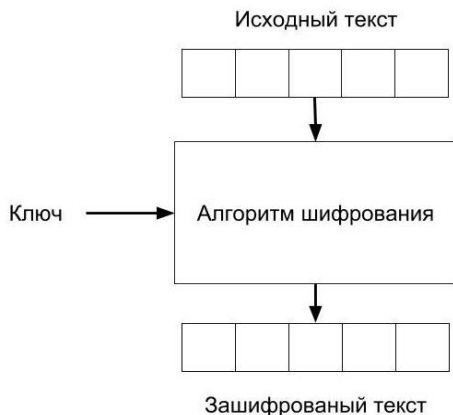 Исходный текст
Ключ
Алгоритм шифрования
Зашифрованый текст